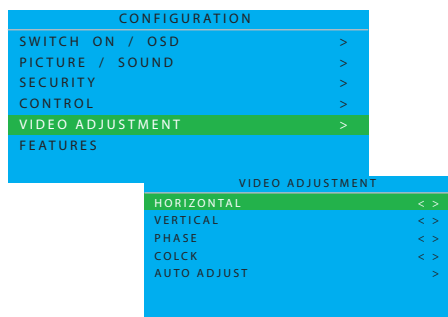 CONFIGURATION
SWITCH ON / OSD >
PICTURE / SOUND >
SECURITY >
CONTROL >
VIDEO ADJUSTMENT >
FEATURES
VIDEO ADJUSTMENT
HORIZONTAL < >
VERTICAL < >
PHASE < >
COLCK < >
AUTO ADJUST >